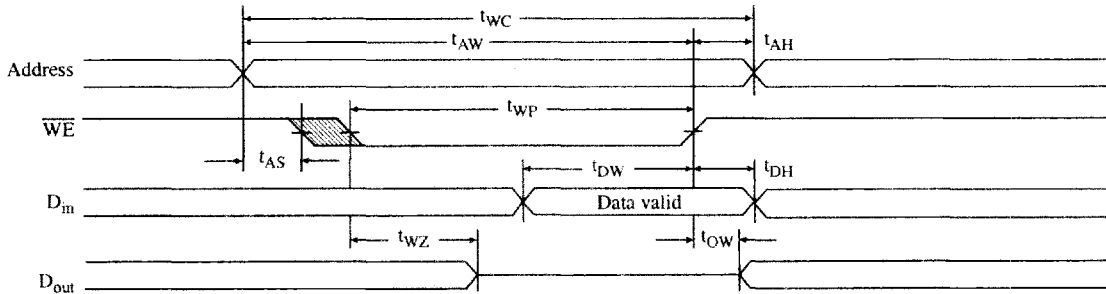 tWC
tAW
tAH
Address
tWP
WE
tAS
tDW
tDH
Din
Data valid
tWZ
tOW
Dout